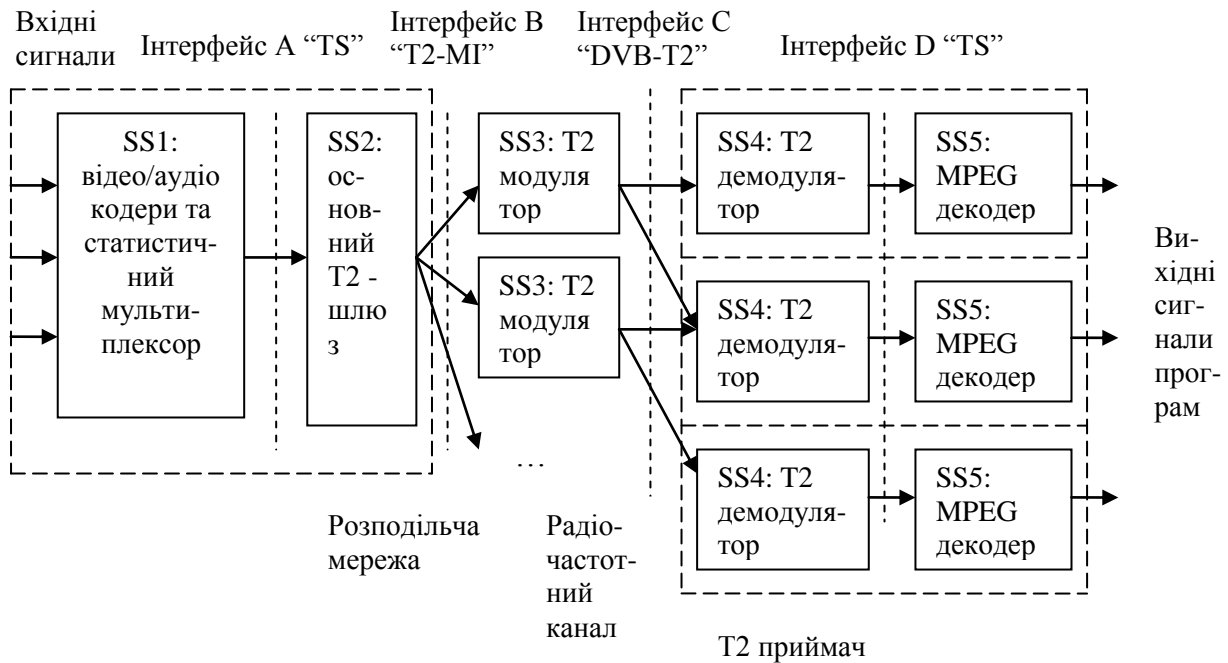 Вхідні
сигнали
Інтерфейс А “TS”
Інтерфейс В
“T2-MI”
Інтерфейс С
“DVB-T2”
Інтерфейс D “TS”
SS1:
відео/аудіо
кодери та
статистич-
ний
мульти-
плексор
SS2:
ос-
нов-
ний
Т2 -
шлю
з
SS3: Т2
модуля
тор
SS3: Т2
модуля
тор
…
SS4: Т2
демодуля-
тор
SS5:
MPEG
декодер
SS4: Т2
демодуля-
тор
SS5:
MPEG
декодер
SS4: Т2
демодуля-
тор
SS5:
MPEG
декодер
Ви-
хідні
сиг-
нали
прог-
рам
Розподільча
мережа
Радіо-
частот-
ний
канал
Т2 приймач